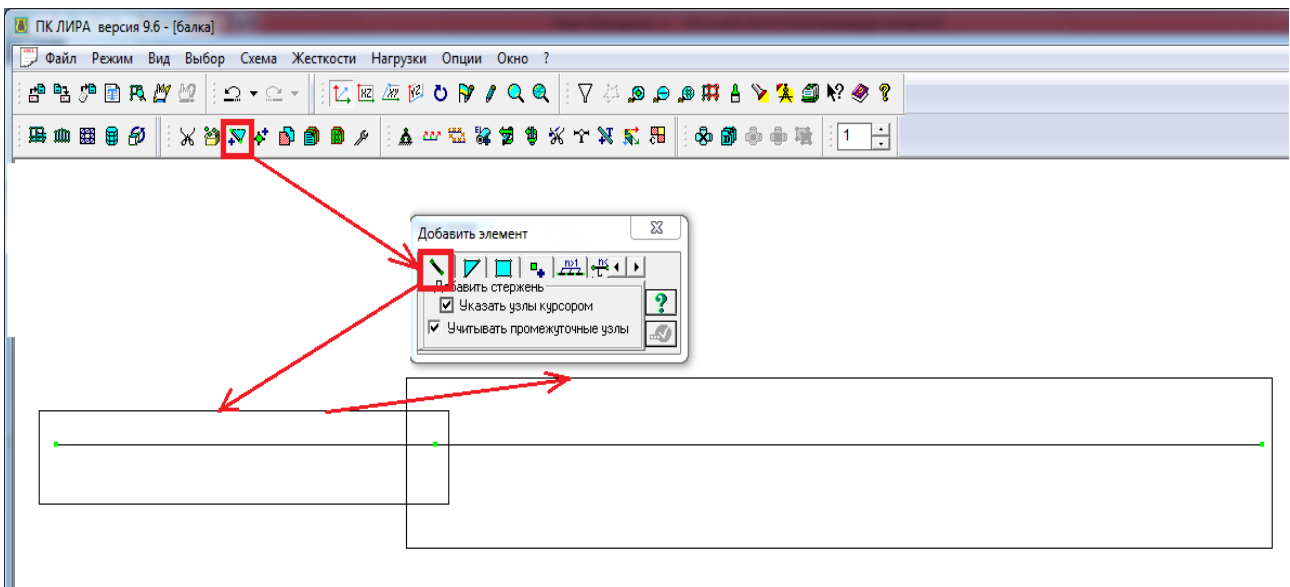 ПК ЛИРА версия 9.6 - [балка]
Файл Режим Вид Выбор Схема Жесткости Нагрузки Опции Окно ?
1
Добавить элемент
Добавить стержень
Указать узлы курсором
Учитывать промежуточные узлы